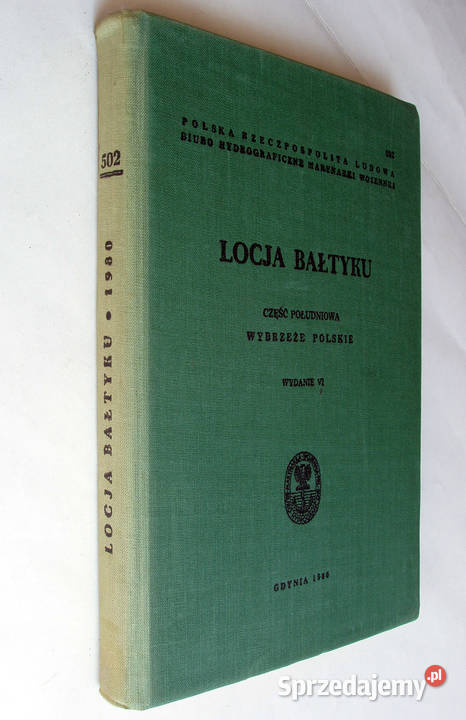 502
LOCJA BAŁTYKU • 1980
POLSKA RZECZPOSPOLITA LUDOWA
502
BIURO HYDROGRAFICZNE MARYNARKI WOJENNEJ
LOCJA BAŁTYKU
CZĘŚĆ POŁUDNIOWA
WYBRZEŻE POLSKIE
WYDANIE VI
GDYNIA 1980
Sprzedajemy.pl